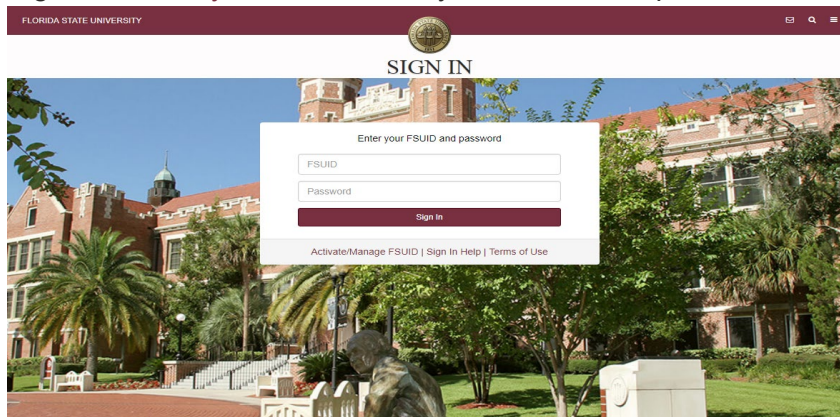 FLORIDA STATE UNIVERSITY
SIGN IN
Enter your FSUID and password
FSUID
Password
Sign In
Activate/Manage FSUID | Sign In Help | Terms of Use